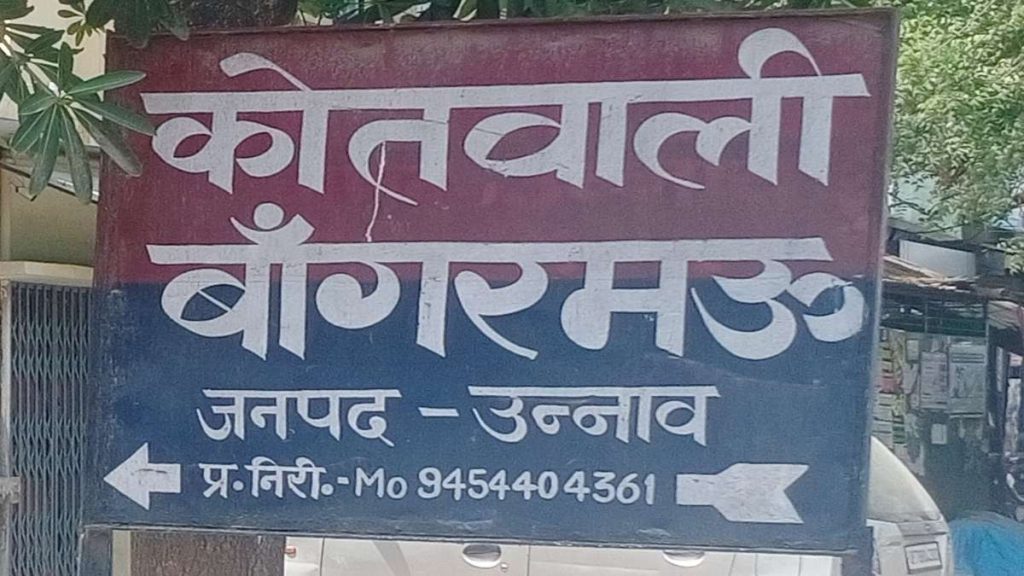 कोतवाली
बाँगरमऊ
जनपद - उन्नाव
प्र.निरी.-Mo 9454404361